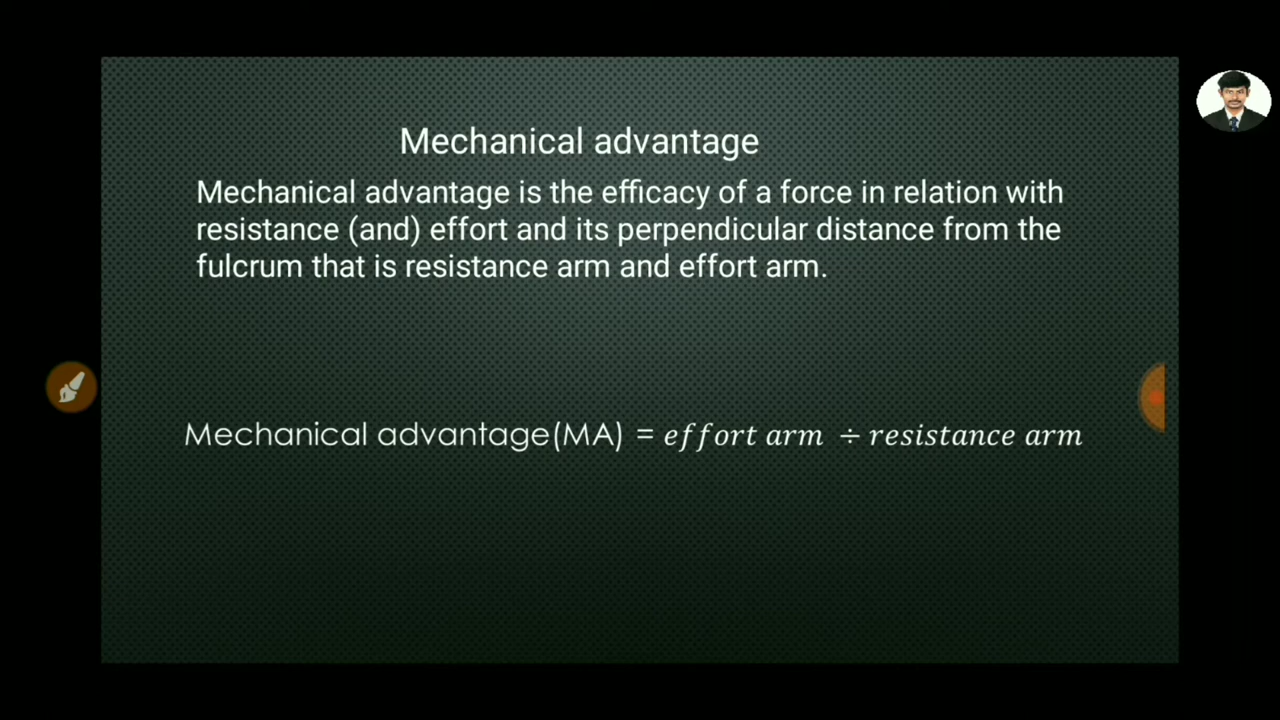 Mechanical advantage
Mechanical advantage is the efficacy of a force in relation with
resistance (and) effort and its perpendicular distance from the
fulcrum that is resistance arm and effort arm.
Mechanical advantage(MA) = effort arm ÷ resistance arm